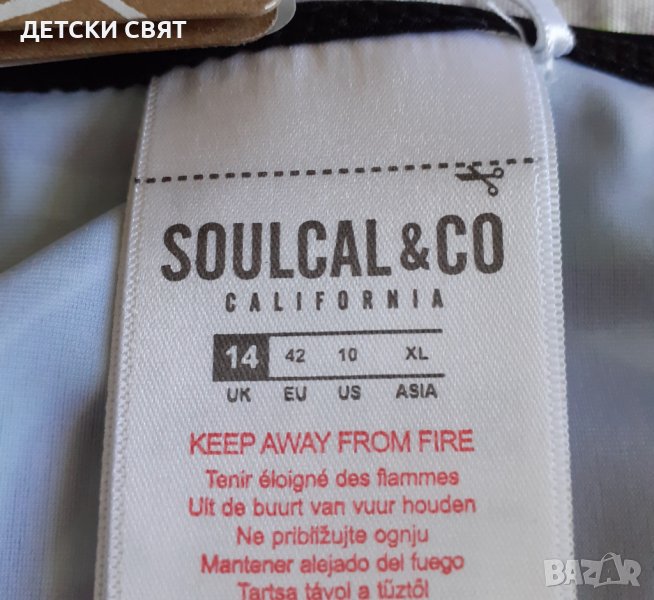 ДЕТСКИ СВЯТ
SOULCAL & CO
CALIFORNIA
14 42 10 XL
UK EU US ASIA
KEEP AWAY FROM FIRE
Tenir éloigné des flammes
Uit de buurt van vuur houden
Ne približujte ognju
Mantener alejado del fuego
Tartsa távol a tűztől
BAZAR